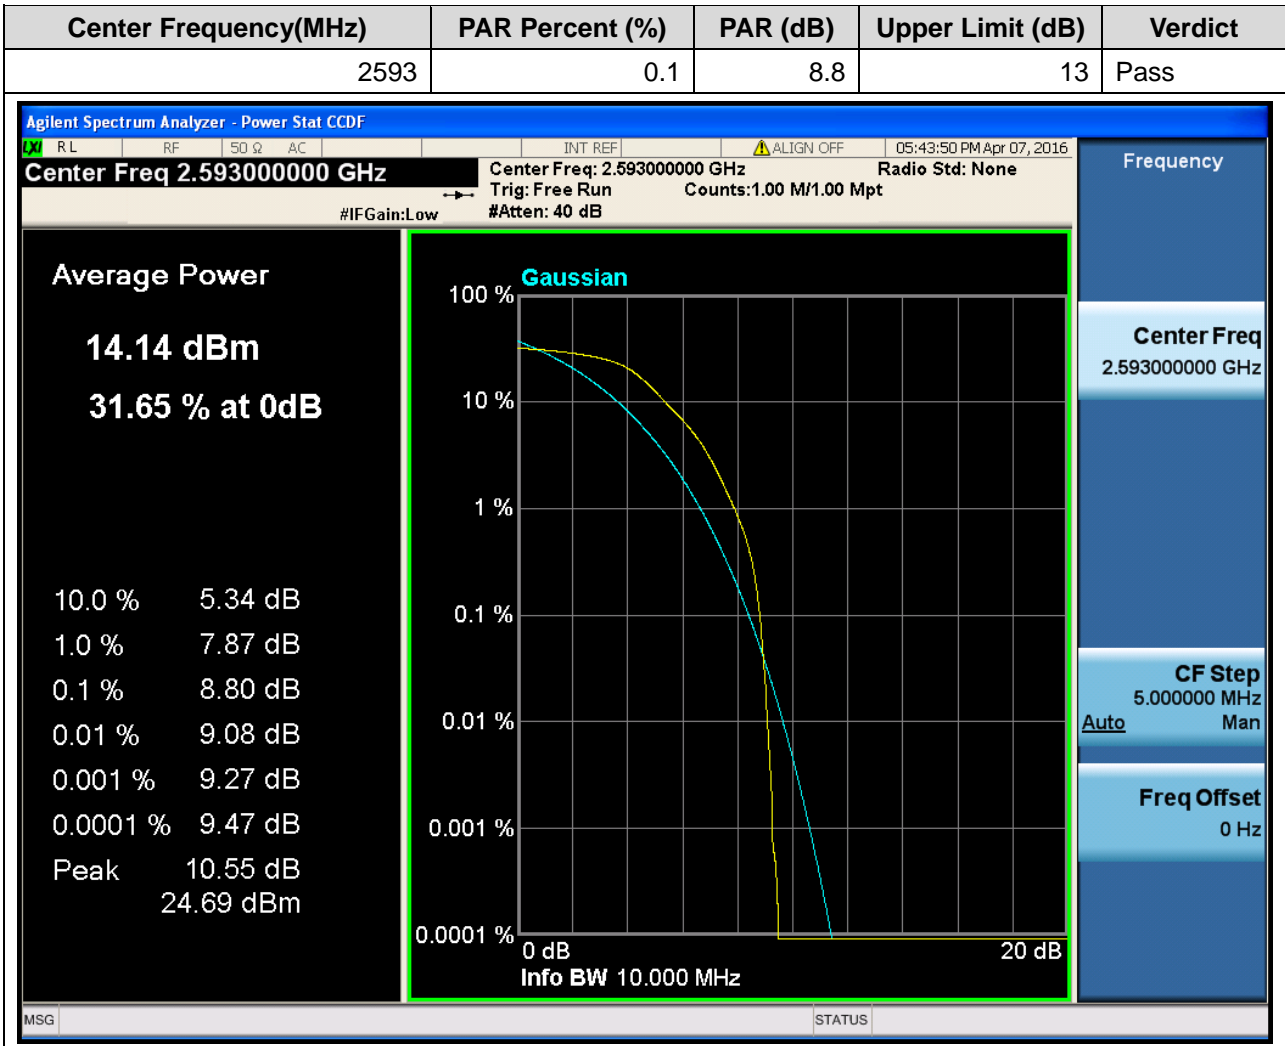 Center Frequency(MHz) PAR Percent (%) PAR (dB) Upper Limit (dB) Verdict
2593 0.1 8.8 13 Pass
Agilent Spectrum Analyzer - Power Stat CCDF
LXI RL RF 50 Ω AC INT REF ALIGN OFF 05:43:50 PM Apr 07, 2016
Center Freq 2.593000000 GHz
#IFGain:Low
Center Freq: 2.593000000 GHz Radio Std: None
Trig: Free Run Counts:1.00 M/1.00 Mpt
#Atten: 40 dB
Average Power
14.14 dBm
31.65 % at 0dB
10.0 % 5.34 dB
1.0 % 7.87 dB
0.1 % 8.80 dB
0.01 % 9.08 dB
0.001 % 9.27 dB
0.0001 % 9.47 dB
Peak 10.55 dB
24.69 dBm
Gaussian
100 %
10 %
1 %
0.1 %
0.01 %
0.001 %
0.0001 %
0 dB 20 dB
Info BW 10.000 MHz
Frequency
Center Freq
2.593000000 GHz
CF Step
5.000000 MHz
Auto Man
Freq Offset
0 Hz
MSG STATUS